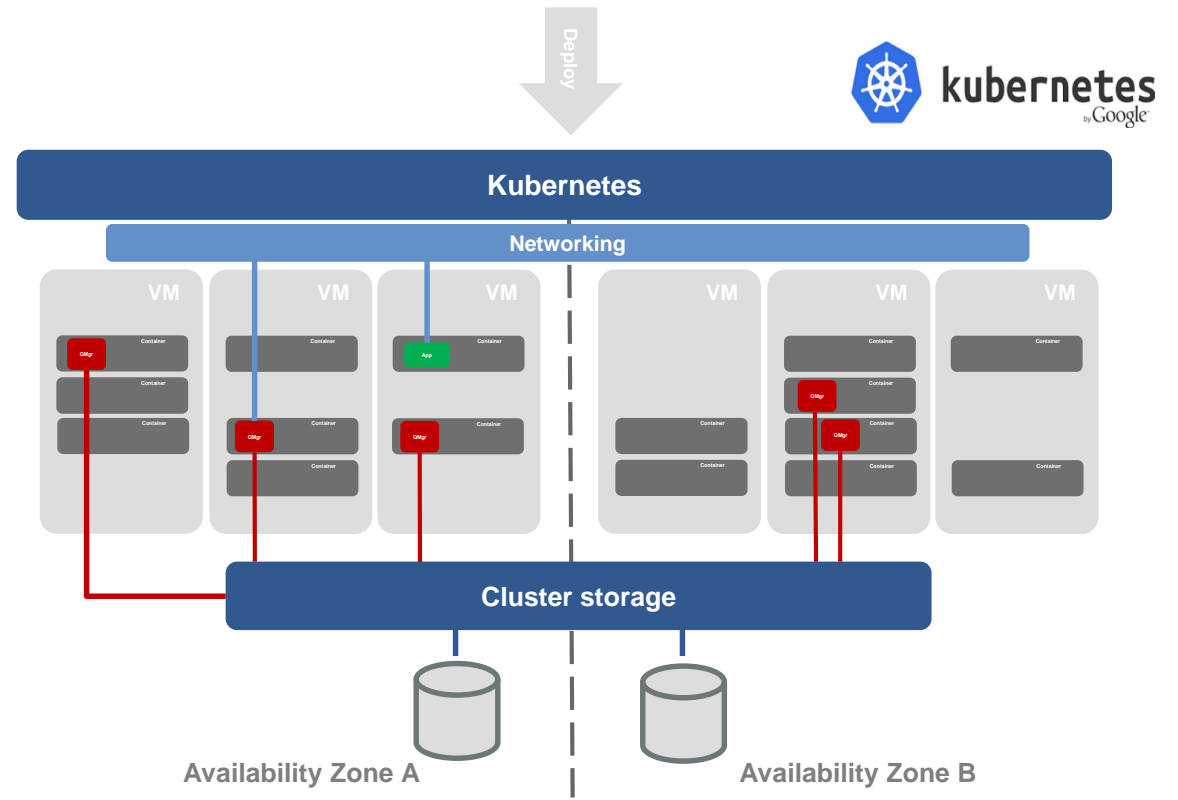 Deploy
kubernetes
by Google
Kubernetes
Networking
VM
VM
VM
VM
VM
VM
Container
QMgr
Container
Container
Container
Container
QMgr
Container
Container
App
Container
QMgr
Container
Container
Container
Container
QMgr
Container
QMgr
Container
Container
Container
Cluster storage
Availability Zone A
Availability Zone B